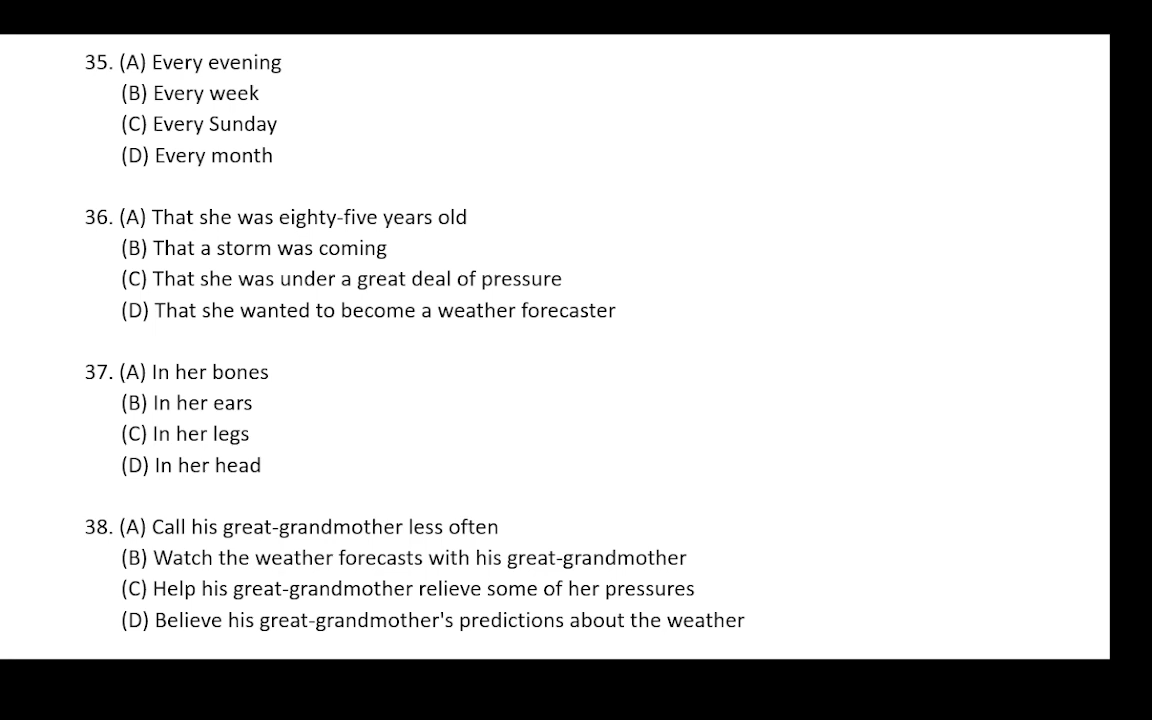 35. (A) Every evening
(B) Every week
(C) Every Sunday
(D) Every month
36. (A) That she was eighty-five years old
(B) That a storm was coming
(C) That she was under a great deal of pressure
(D) That she wanted to become a weather forecaster
37. (A) In her bones
(B) In her ears
(C) In her legs
(D) In her head
38. (A) Call his great-grandmother less often
(B) Watch the weather forecasts with his great-grandmother
(C) Help his great-grandmother relieve some of her pressures
(D) Believe his great-grandmother's predictions about the weather